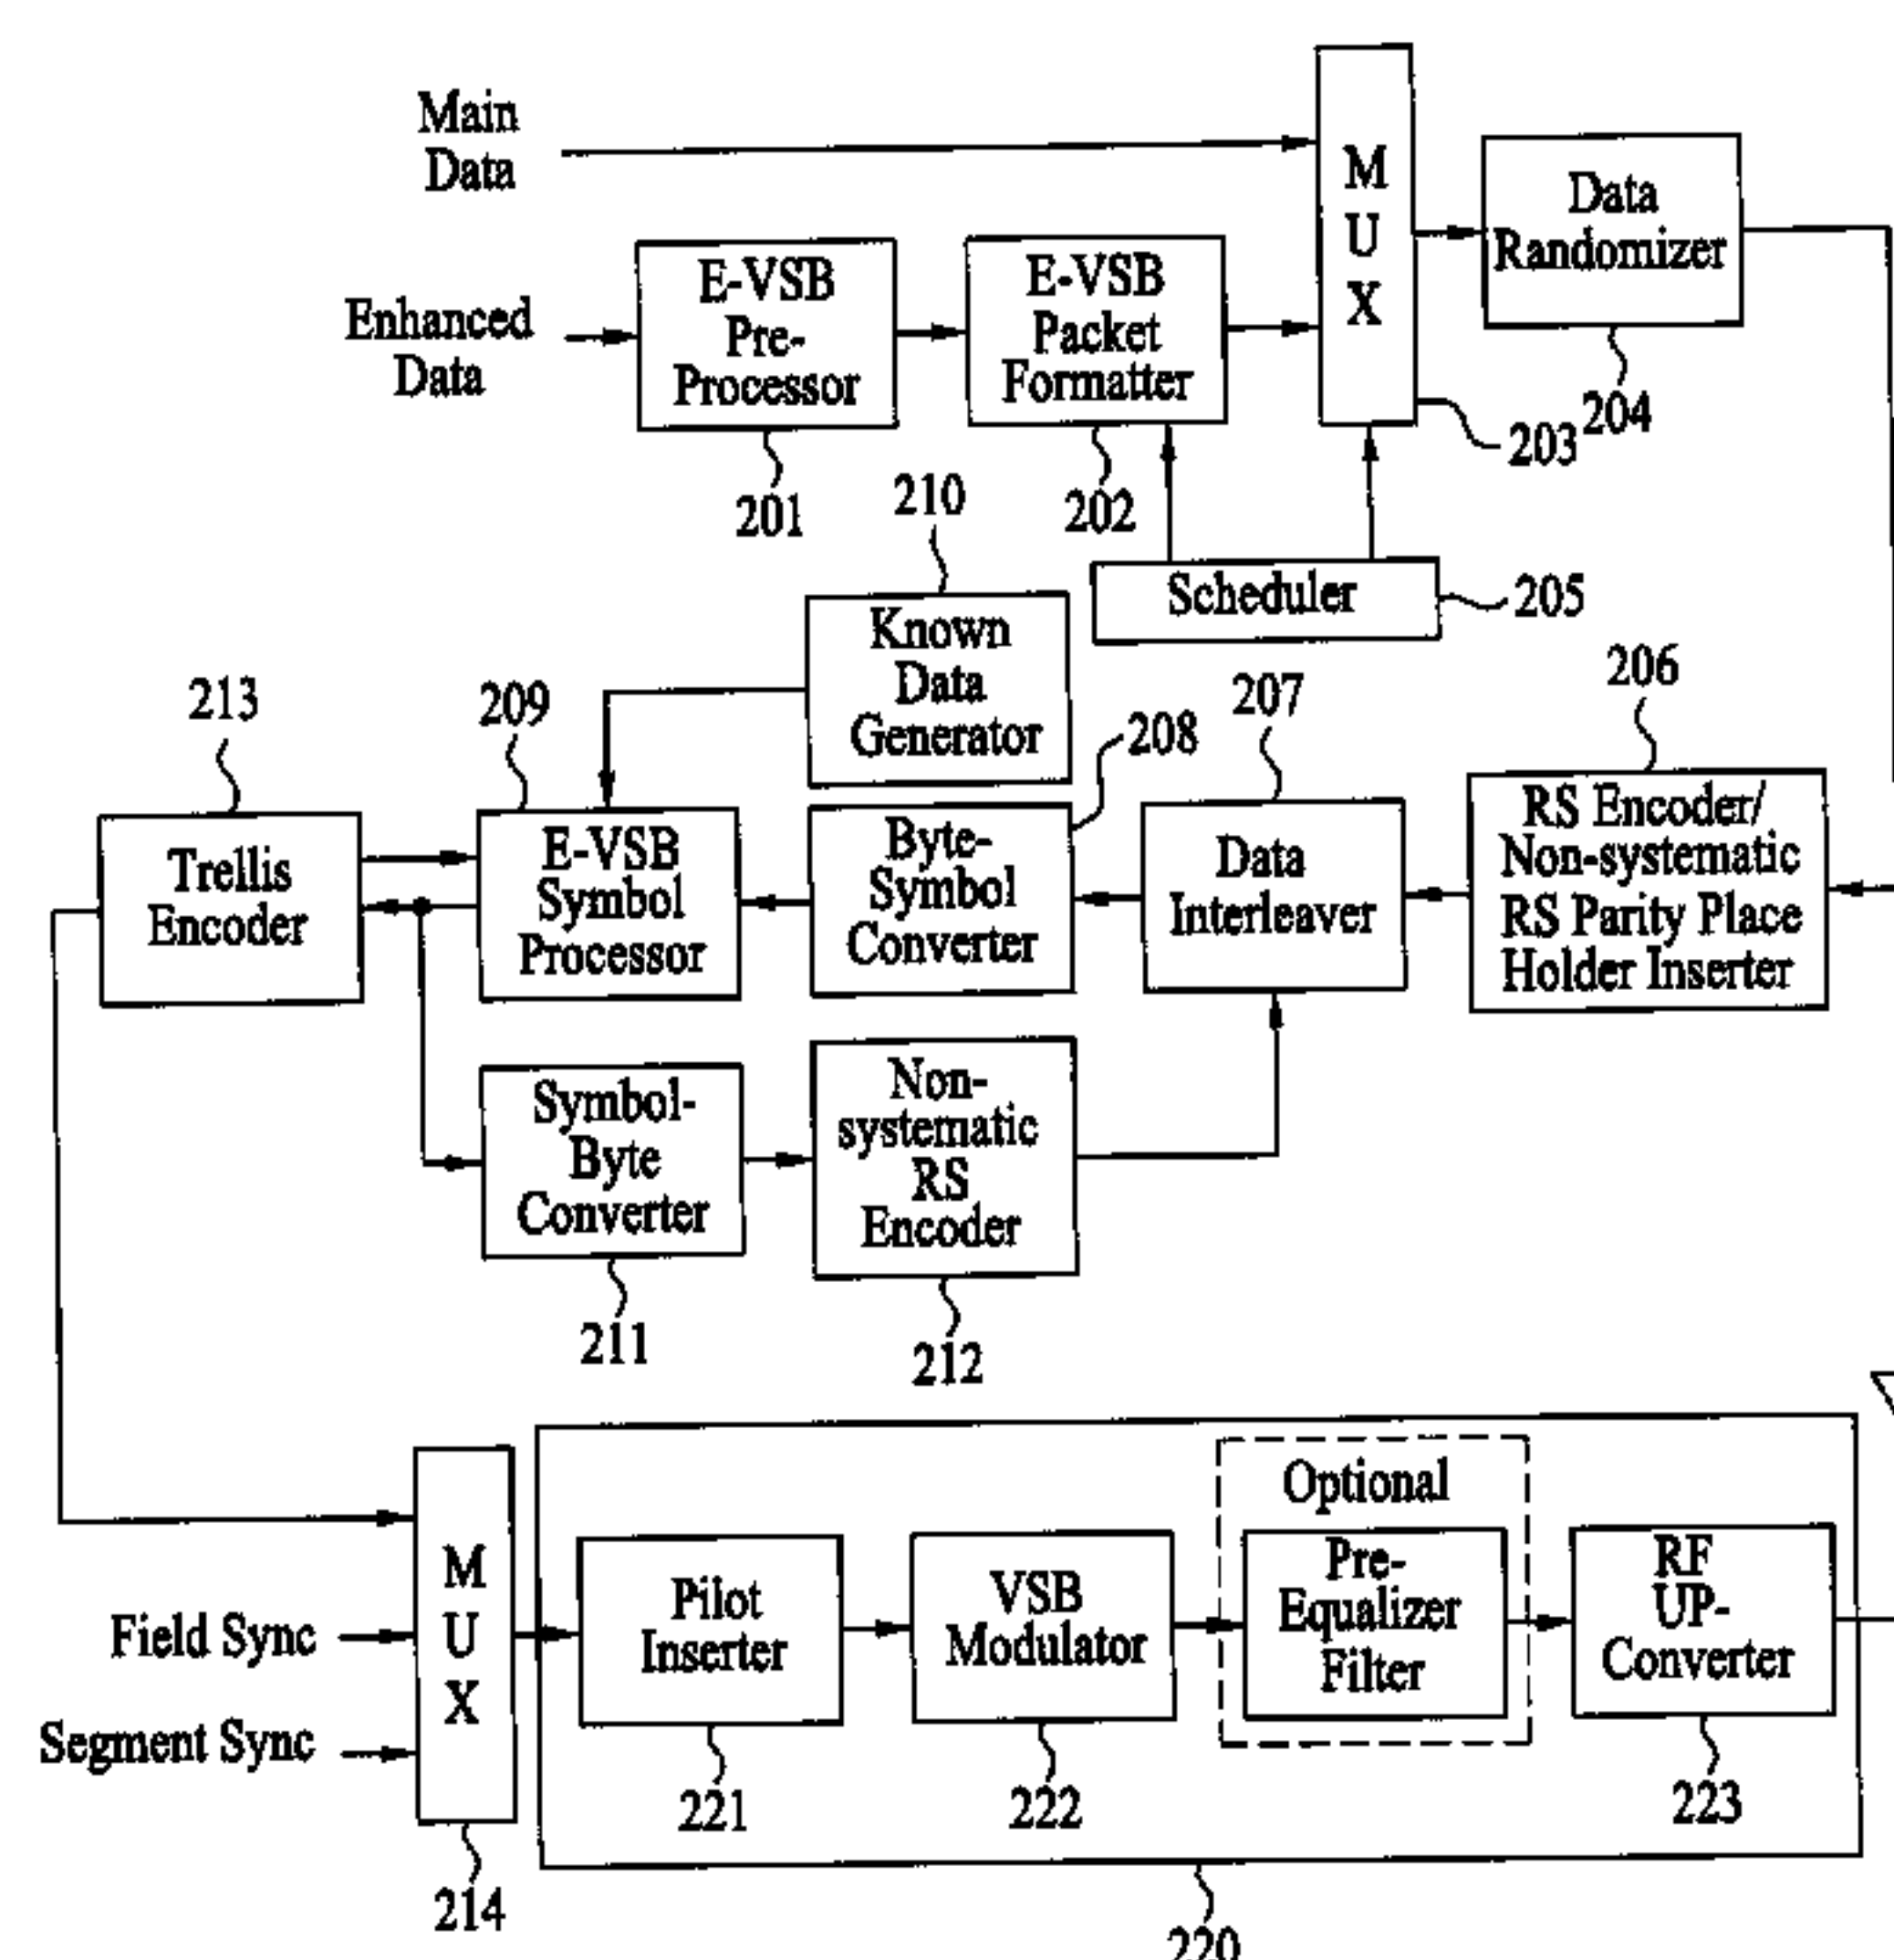 Main
Data
M
U
X
Data
Randomizer
E-VSB
Pre-
Processor
E-VSB
Packet
Formatter
Enhanced
Data
204
203
201
202
210
Scheduler
205
Known
Data
Generator
213
209
208
207
206
Trellis
Encoder
E-VSB
Symbol
Processor
Byte-
Symbol
Converter
Data
Interleaver
RS Encoder/
Non-systematic
RS Parity Place
Holder Inserter
Symbol-
Byte
Converter
Non-
systematic
RS
Encoder
211
212
Optional
M
U
X
Field Sync
Segment Sync
Pilot
Inserter
VSB
Modulator
Pre-
Equalizer
Filter
RF
UP-
Converter
221
222
223
214
220